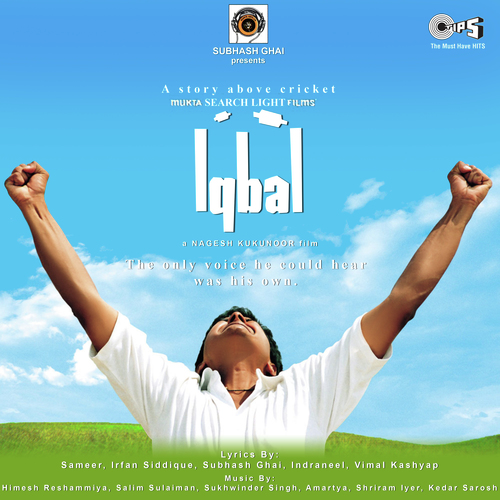 SUBHASH GHAI
presents
TIPS
The Must Have HITS
A story above cricket
MUKTA SEARCH LIGHT FILMS'
Iqbal
a NAGESH KUKUNOOR film
The only voice he could hear
was his own.
Lyrics By:
Sameer, Irfan Siddique, Subhash Ghai, Indraneel, Vimal Kashyap
Music By:
Himesh Reshammiya, Salim Sulaiman, Sukhwinder Singh, Amartya, Shriram Iyer, Kedar Sarosh